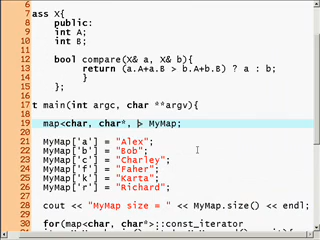 6
7 ass X{
8 public:
9 int A;
10 int B;
11
12 bool compare(X& a, X& b){
13 return (a.A+a.B > b.A+b.B) ? a : b;
14 }
15 };
16
17 t main(int argc, char **argv){
18
19 map<char, char*, > MyMap;
20
21 MyMap['a'] = "Alex";
22 MyMap['b'] = "Bob";
23 MyMap['c'] = "Charley";
24 MyMap['f'] = "Faher";
25 MyMap['k'] = "Karta";
26 MyMap['r'] = "Richard";
27
28 cout << "MyMap size = " << MyMap.size() << endl;
29
30 for(map<char, char*>::const_iterator